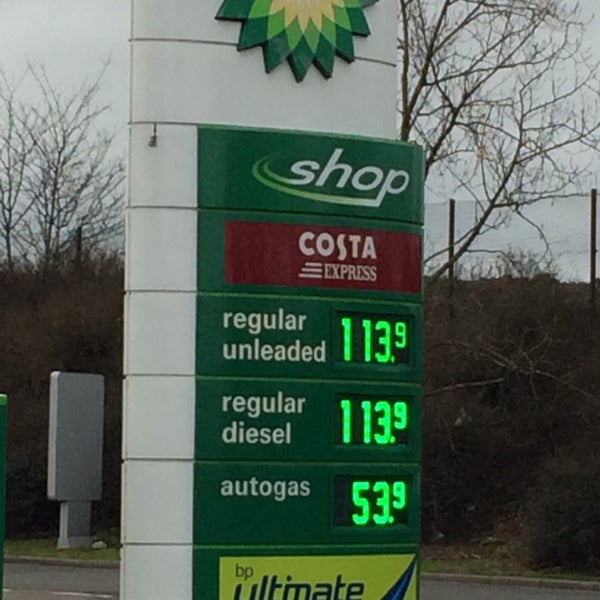 shop
COSTA
EXPRESS
regular
unleaded 113.9
regular
diesel 113.9
autogas 53.9
bp
ultimate